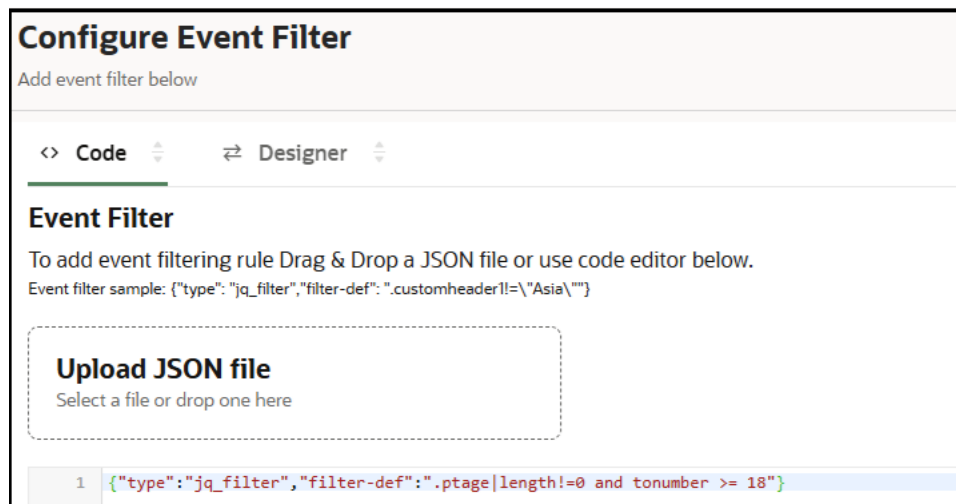 Configure Event Filter
Add event filter below
<> Code ⇄ Designer
Event Filter
To add event filtering rule Drag & Drop a JSON file or use code editor below.
Event filter sample: {"type": "jq_filter","filter-def": ".customheader1!=\"Asia\""}
Upload JSON file
Select a file or drop one here
1 {"type":"jq_filter","filter-def":".ptage|length!=0 and tonumber >= 18"}